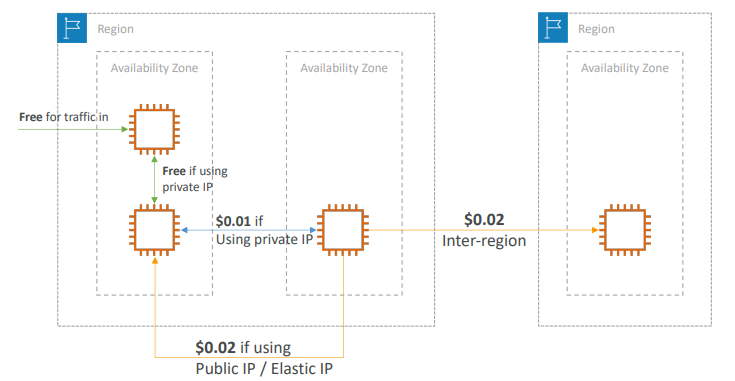 Region
Region
Availability Zone
Availability Zone
Availability Zone
Free for traffic in
Free if using
private IP
$0.01 if
Using private IP
$0.02
Inter-region
$0.02 if using
Public IP / Elastic IP